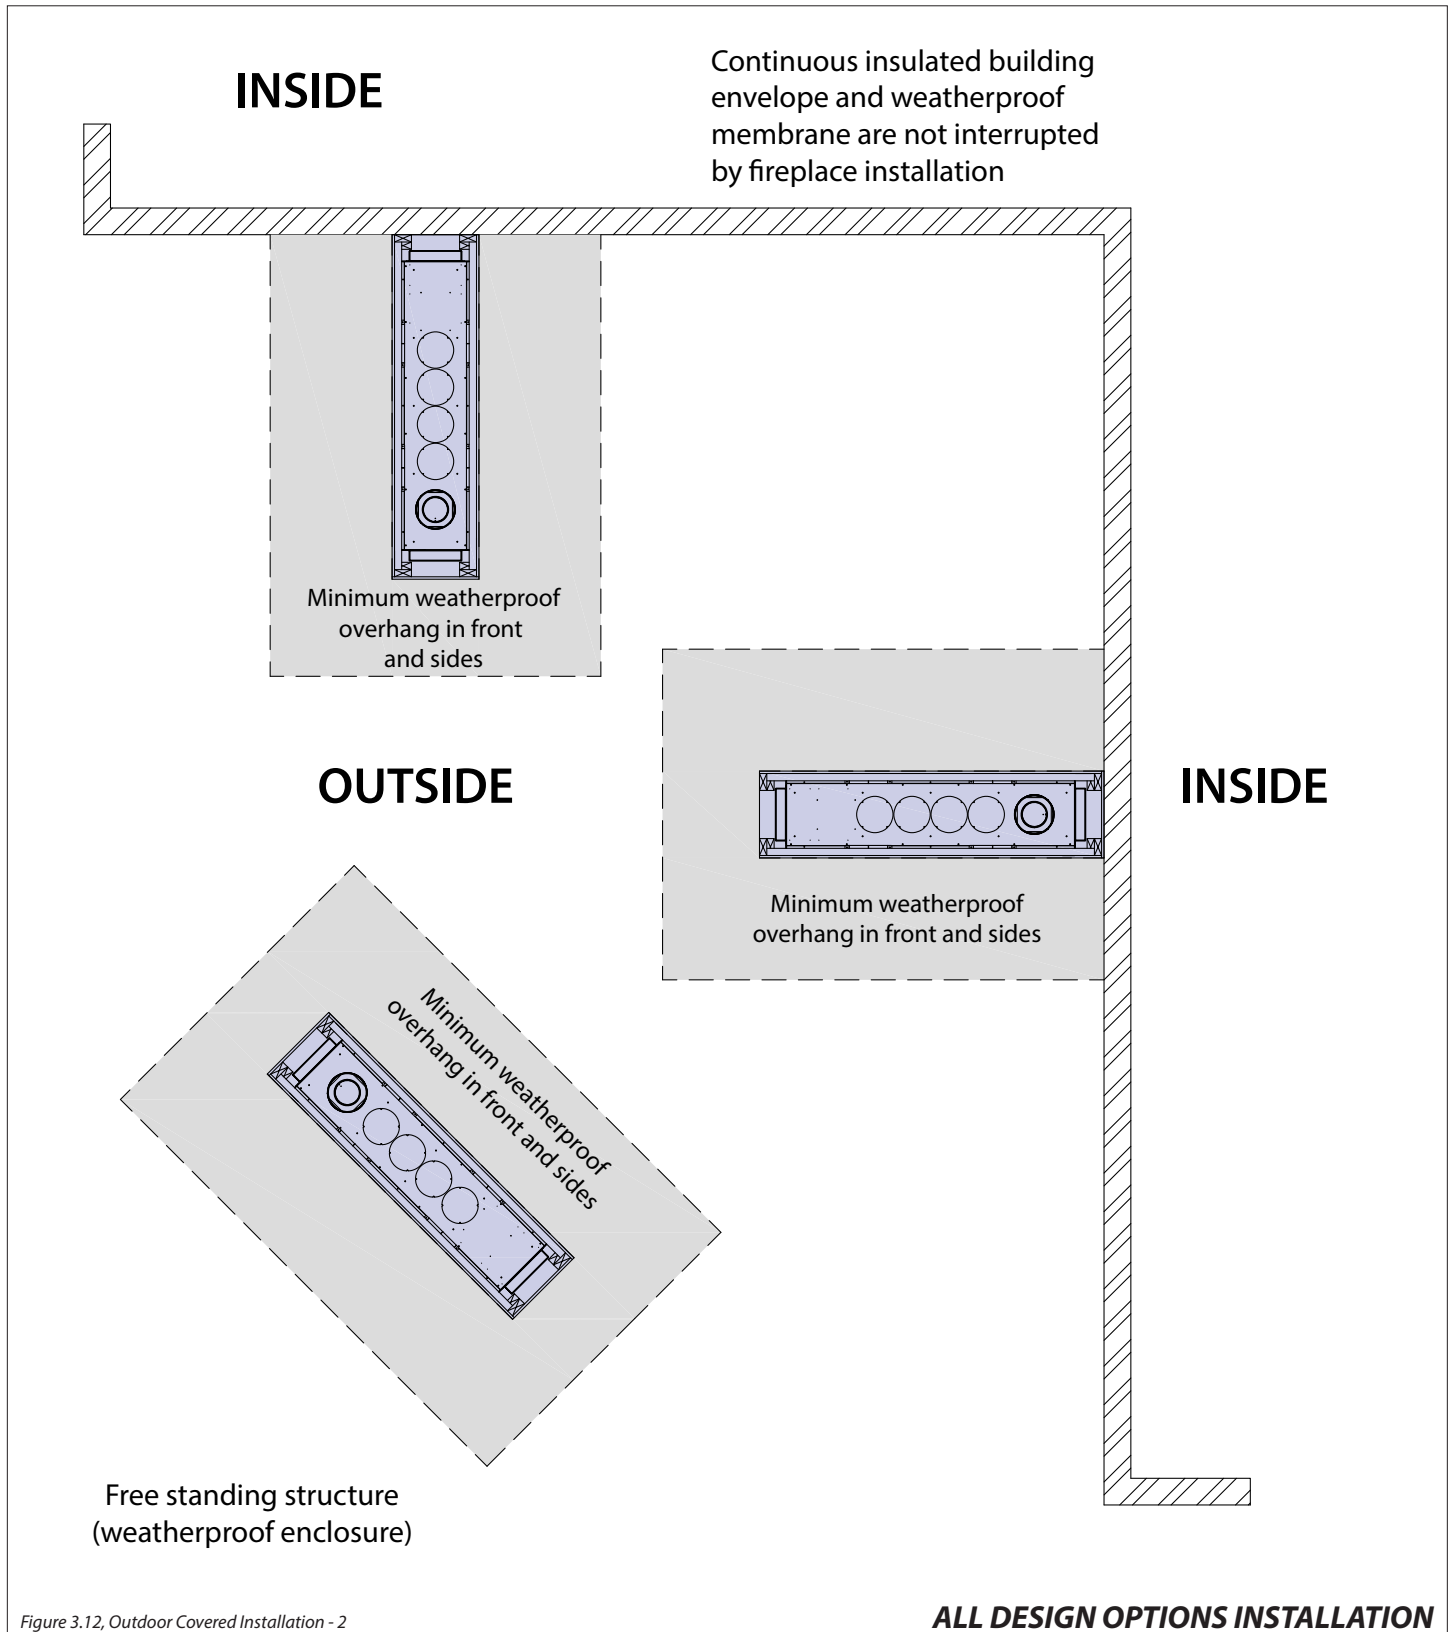 INSIDE
Continuous insulated building
envelope and weatherproof
membrane are not interrupted
by fireplace installation
Minimum weatherproof
overhang in front
and sides
OUTSIDE
INSIDE
Minimum weatherproof
overhang in front and sides
Minimum weatherproof
overhang in front and sides
Free standing structure
(weatherproof enclosure)
Figure 3.12, Outdoor Covered Installation - 2
ALL DESIGN OPTIONS INSTALLATION